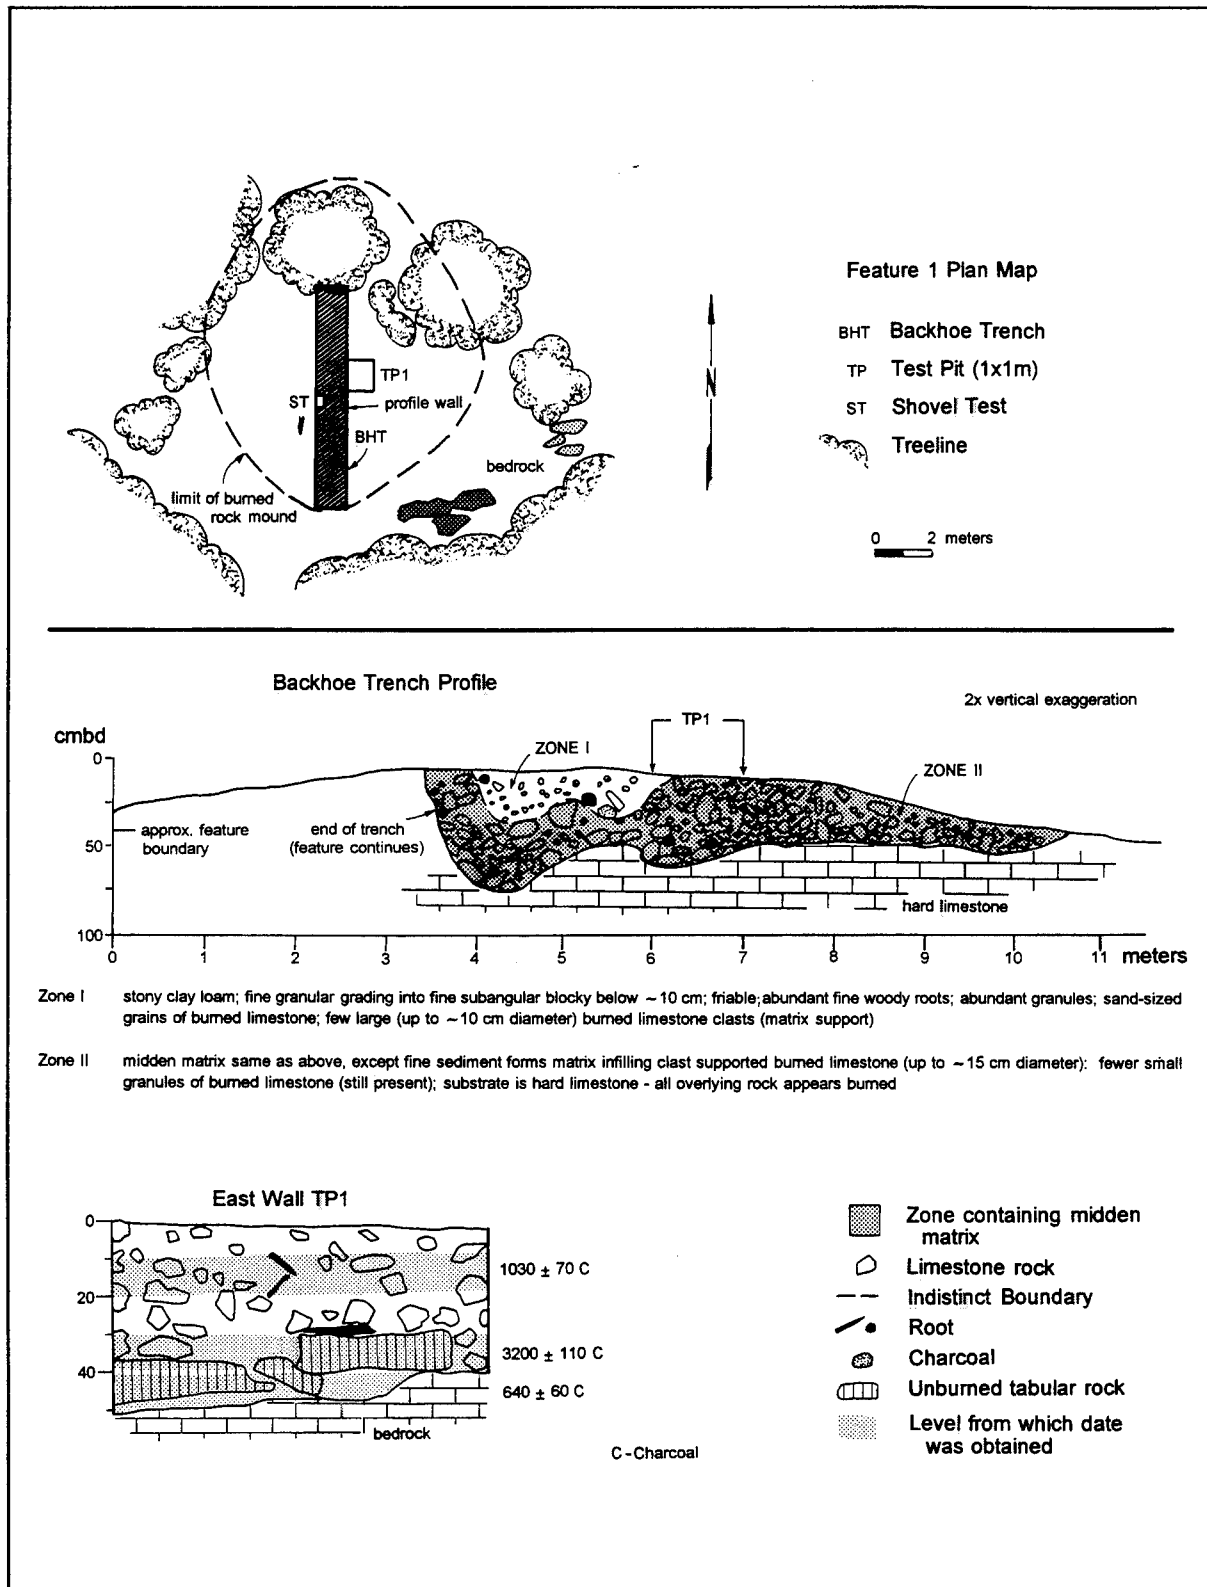 Feature 1 Plan Map
BHT Backhoe Trench
TP Test Pit (1x1m)
ST Shovel Test
Treeline
N
0 2 meters
TP1
ST
profile wall
BHT
bedrock
limit of burned
rock mound
Backhoe Trench Profile
2x vertical exaggeration
cmbd
TP1
ZONE I
ZONE II
0
50
100
approx. feature
boundary
end of trench
(feature continues)
hard limestone
0 1 2 3 4 5 6 7 8 9 10 11 meters
Zone I stony clay loam; fine granular grading into fine subangular blocky below ~10 cm; friable; abundant fine woody roots; abundant granules; sand-sized
grains of burned limestone; few large (up to ~10 cm diameter) burned limestone clasts (matrix support)
Zone II midden matrix same as above, except fine sediment forms matrix infilling clast supported burned limestone (up to ~15 cm diameter): fewer small
granules of burned limestone (still present); substrate is hard limestone - all overlying rock appears burned
East Wall TP1
0
20
40
1030 ± 70 C
3200 ± 110 C
640 ± 60 C
bedrock
C-Charcoal
Zone containing midden
matrix
Limestone rock
Indistinct Boundary
Root
Charcoal
Unburned tabular rock
Level from which date
was obtained